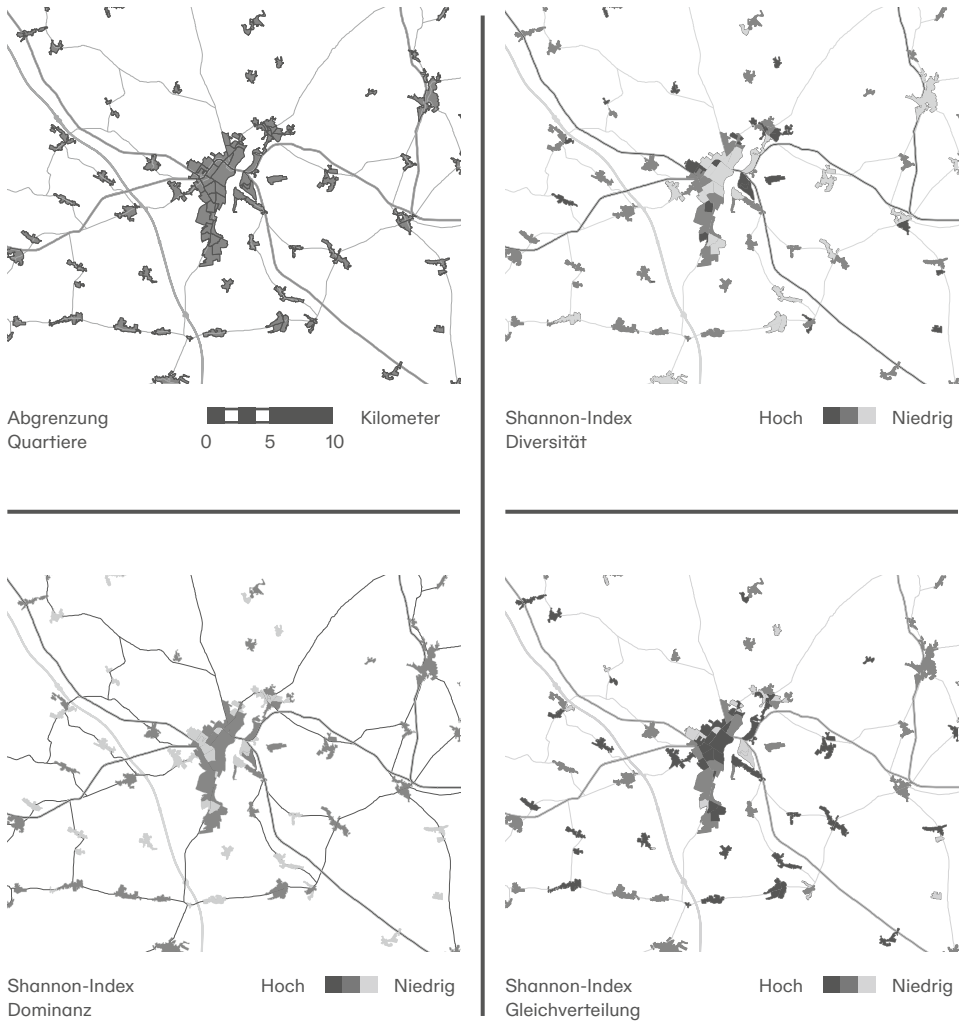 Abgrenzung
Quartiere
Kilometer
0 5 10
Shannon-Index
Diversität
Hoch Niedrig
Shannon-Index
Dominanz
Hoch Niedrig
Shannon-Index
Gleichverteilung
Hoch Niedrig